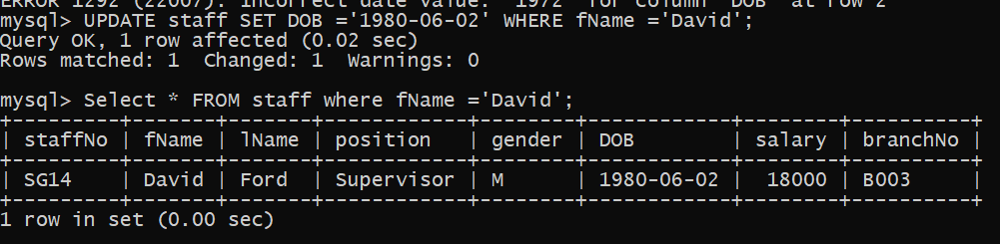 ERROR 1292 (22007): Incorrect date value: '1972' for column 'DOB' at row 2
mysql> UPDATE staff SET DOB ='1980-06-02' WHERE fName ='David';
Query OK, 1 row affected (0.02 sec)
Rows matched: 1  Changed: 1  Warnings: 0

mysql> Select * FROM staff where fName ='David';
+---------+-------+-------+------------+--------+------------+--------+----------+
| staffNo | fName | lName | position   | gender | DOB        | salary | branchNo |
+---------+-------+-------+------------+--------+------------+--------+----------+
| SG14    | David | Ford  | Supervisor | M      | 1980-06-02 |  18000 | B003     |
+---------+-------+-------+------------+--------+------------+--------+----------+
1 row in set (0.00 sec)